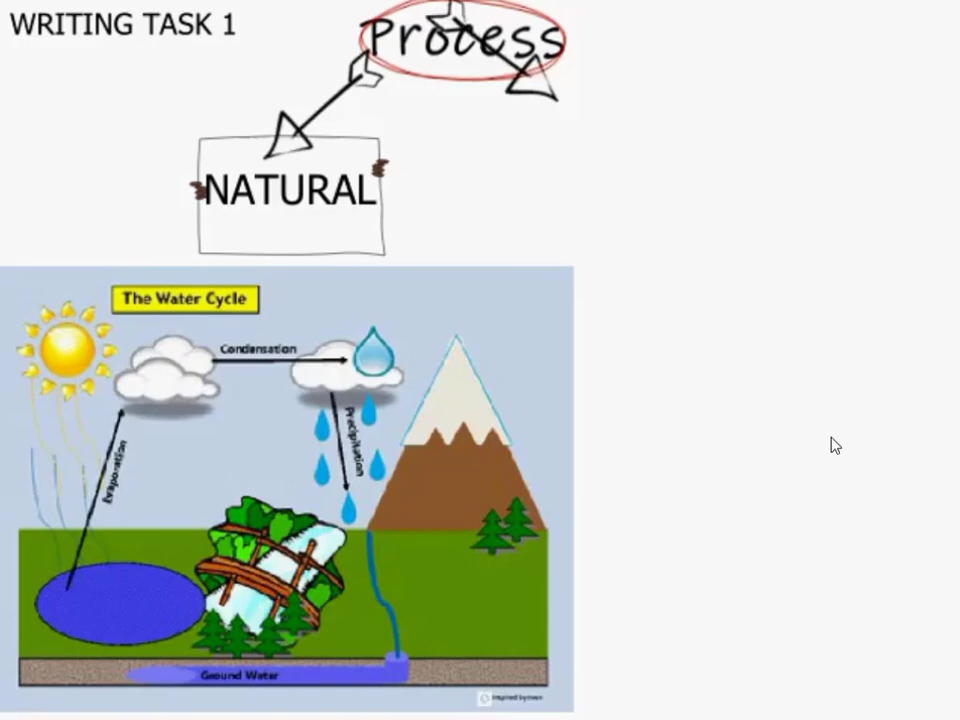 WRITING TASK 1
Process
NATURAL
The Water Cycle
Condensation
Precipitation
Evaporation
Ground Water